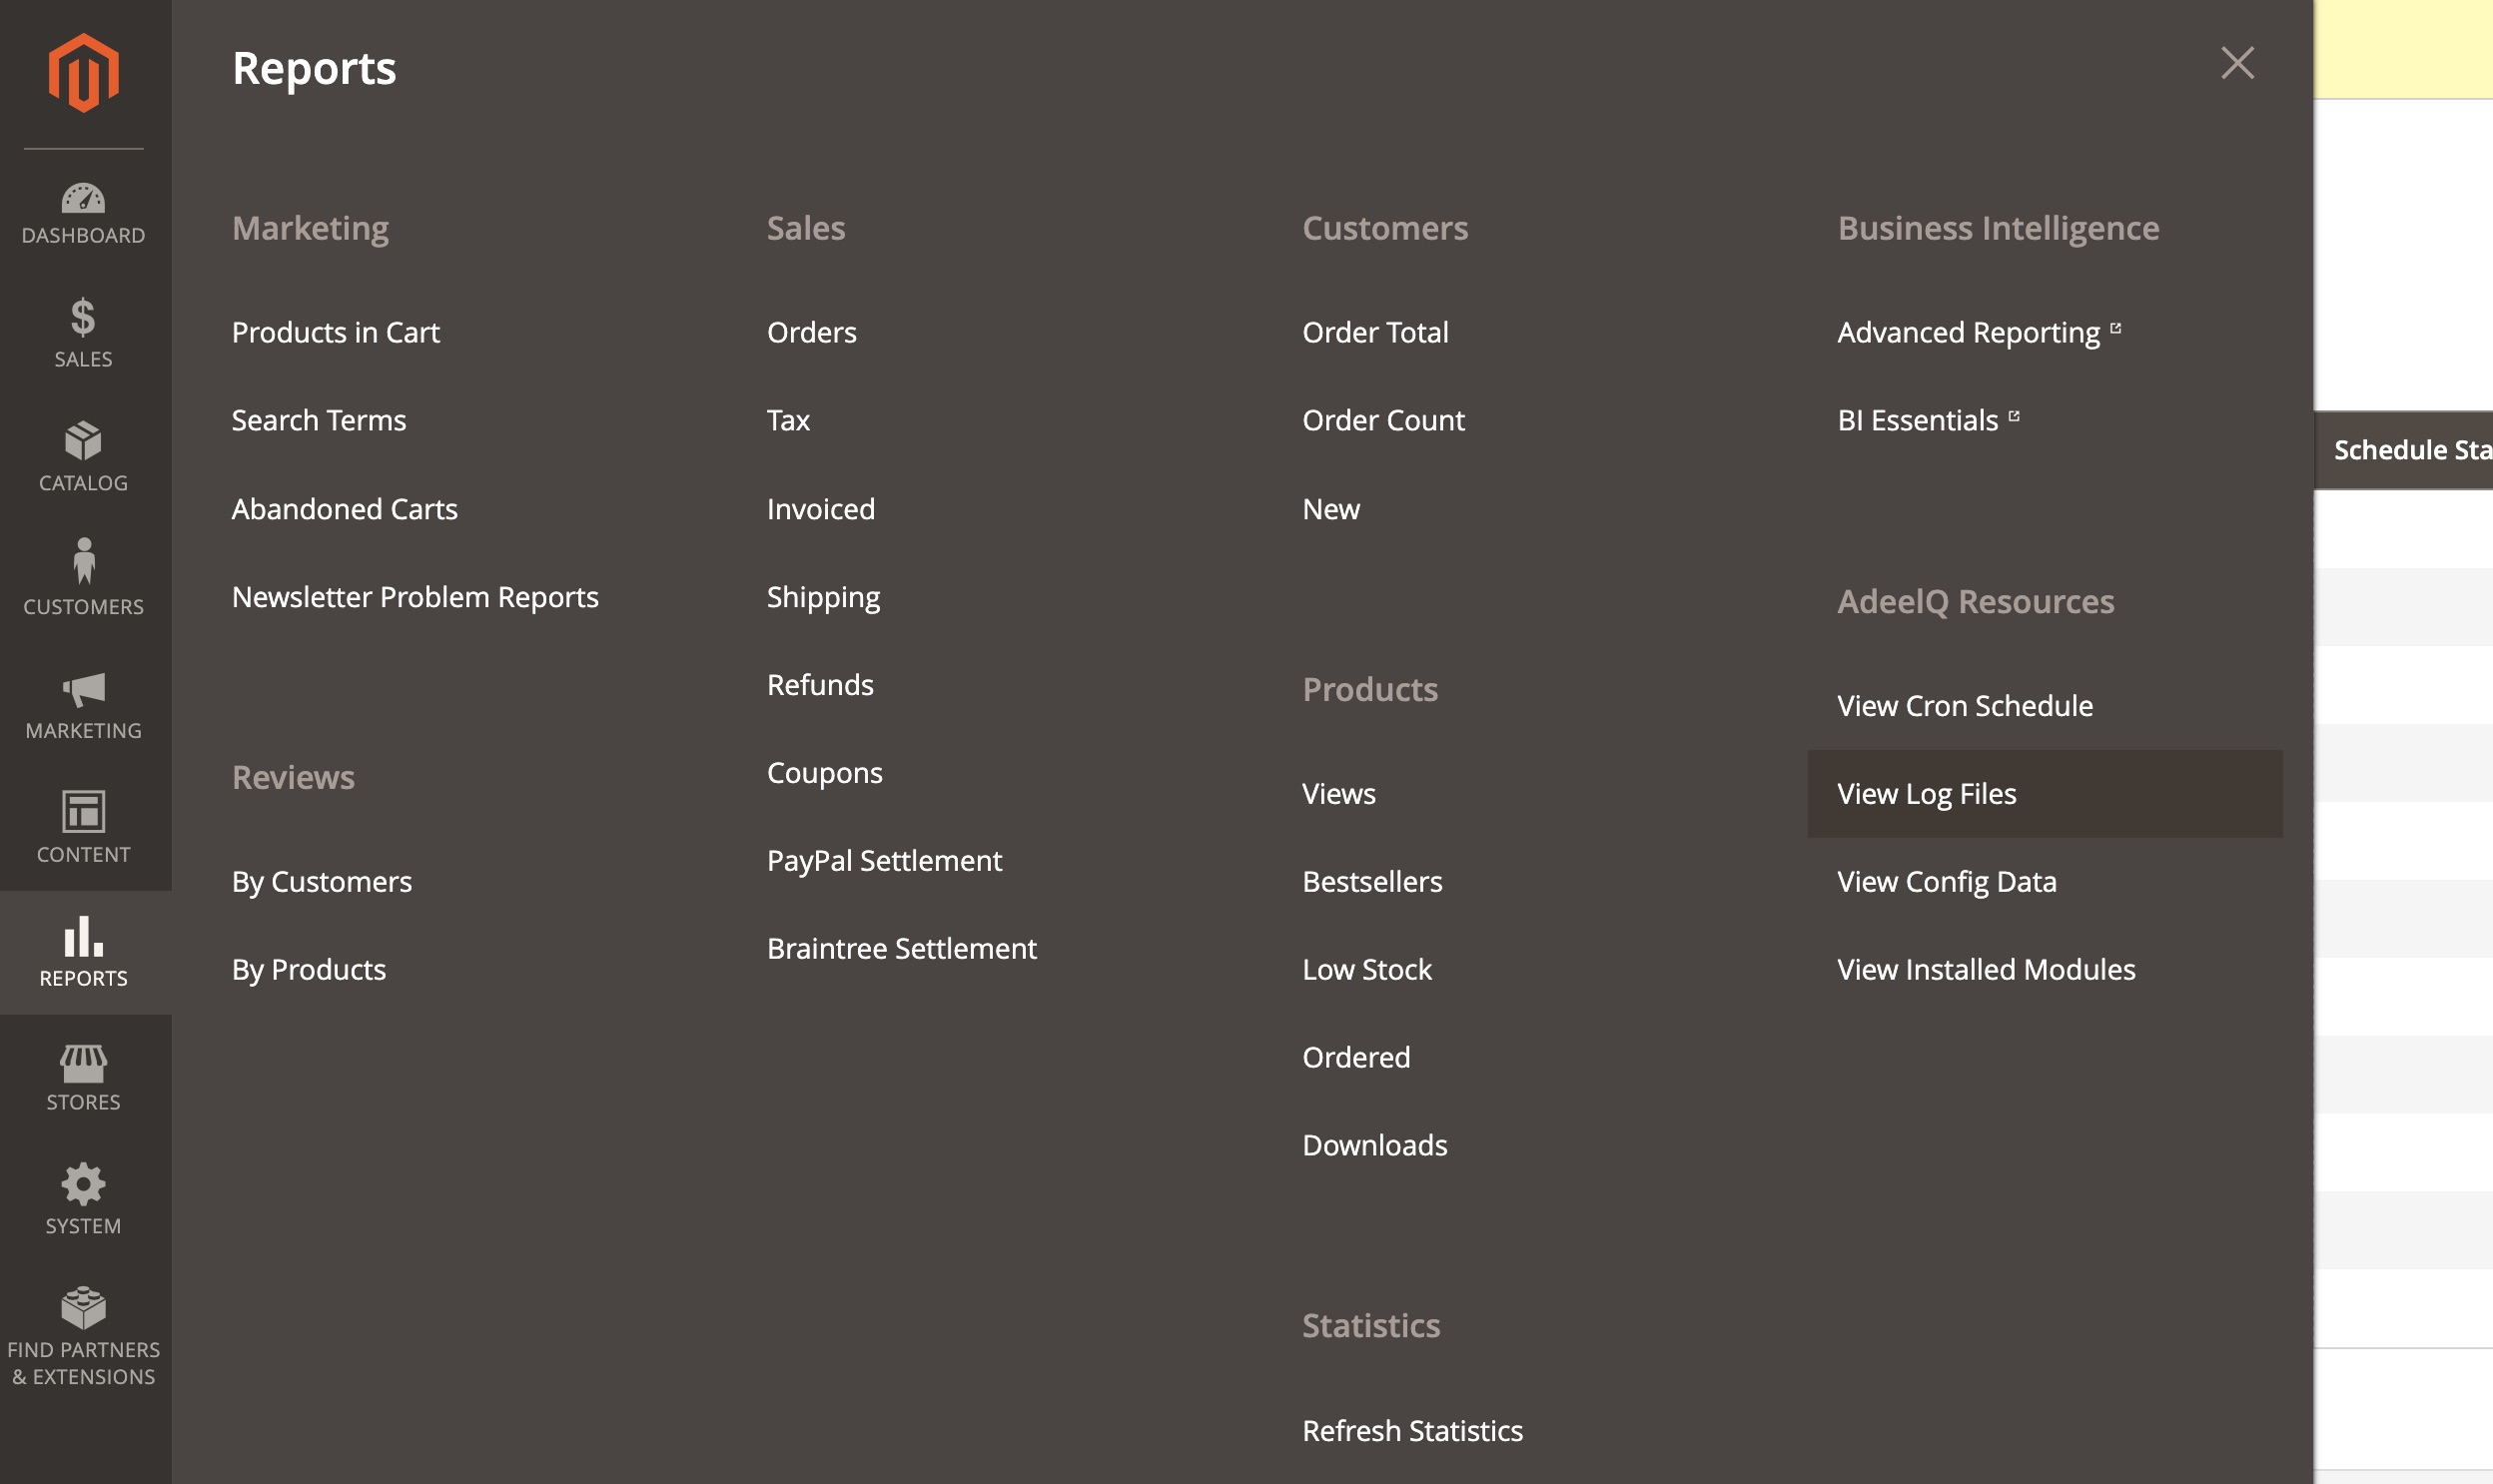 DASHBOARD
SALES
CATALOG
CUSTOMERS
MARKETING
CONTENT
REPORTS
STORES
SYSTEM
FIND PARTNERS
& EXTENSIONS
Reports
Marketing
Products in Cart
Search Terms
Abandoned Carts
Newsletter Problem Reports
Reviews
By Customers
By Products
Sales
Orders
Tax
Invoiced
Shipping
Refunds
Coupons
PayPal Settlement
Braintree Settlement
Customers
Order Total
Order Count
New
Products
Views
Bestsellers
Low Stock
Ordered
Downloads
Statistics
Refresh Statistics
Business Intelligence
Advanced Reporting
BI Essentials
AdeelQ Resources
View Cron Schedule
View Log Files
View Config Data
View Installed Modules
Schedule Sta